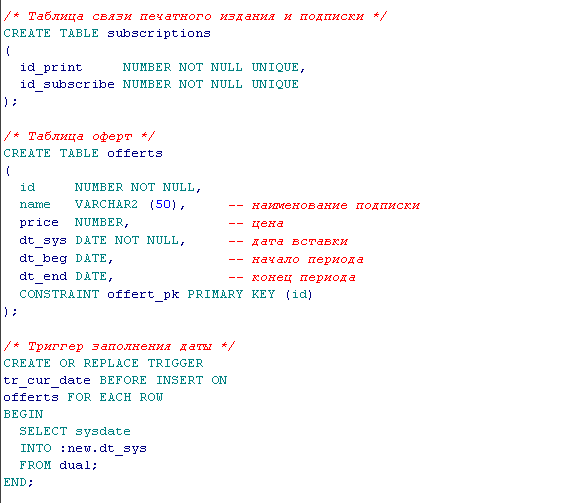 /* Таблица связи печатного издания и подписки */
CREATE TABLE subscriptions
(
  id_print     NUMBER NOT NULL UNIQUE,
  id_subscribe NUMBER NOT NULL UNIQUE
);
/* Таблица оферт */
CREATE TABLE offerts
(
  id     NUMBER NOT NULL,
  name   VARCHAR2 (50),     -- наименование подписки
  price  NUMBER,            -- цена
  dt_sys DATE NOT NULL,     -- дата вставки
  dt_beg DATE,              -- начало периода
  dt_end DATE,              -- конец периода
  CONSTRAINT offert_pk PRIMARY KEY (id)
);
/* Триггер заполнения даты */
CREATE OR REPLACE TRIGGER
tr_cur_date BEFORE INSERT ON
offerts FOR EACH ROW
BEGIN
  SELECT sysdate
  INTO :new.dt_sys
  FROM dual;
END;